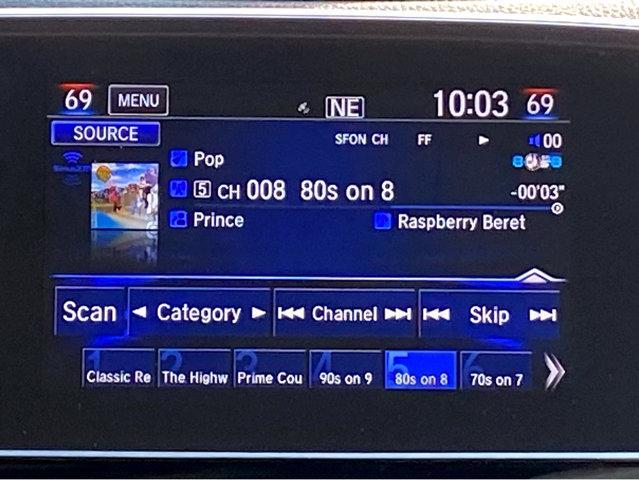 69 MENU NE 10:03 69
SOURCE SFON CH FF 00
Pop
5 CH 008 80s on 8 -00'03"
Prince Raspberry Beret
Scan Category Channel Skip
1 2 3 4 5 6
Classic Re The Highw Prime Cou 90s on 9 80s on 8 70s on 7